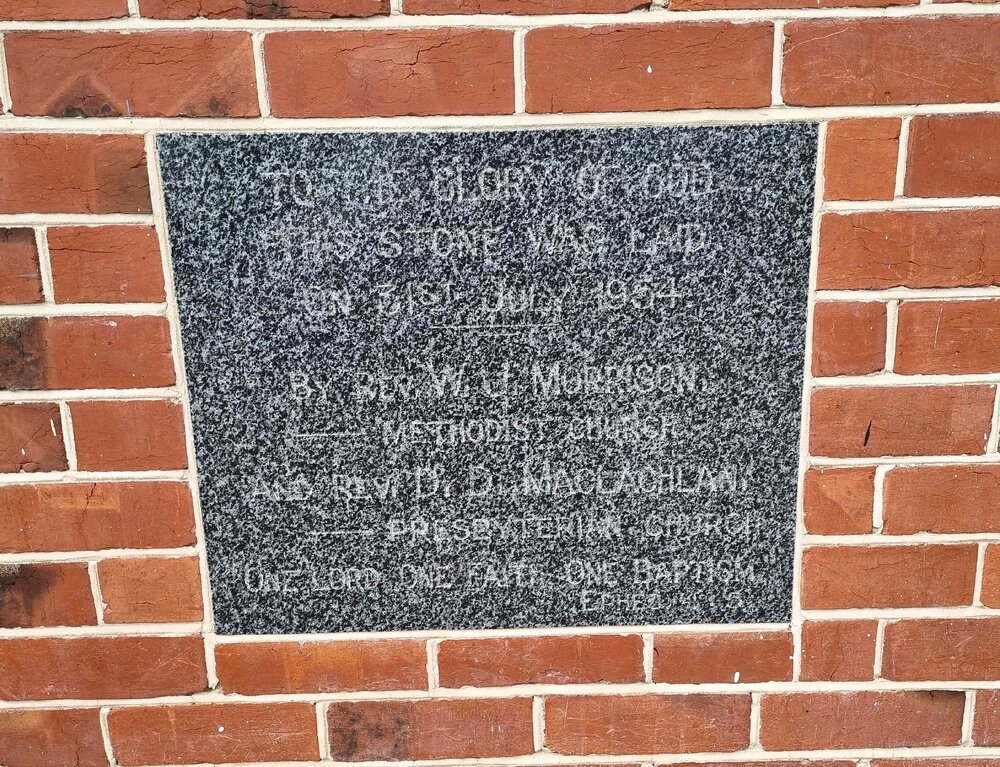 TO THE GLORY OF GOD
THIS STONE WAS LAID
ON 31ST JULY 1954.
BY REV. W. MORRISON,
METHODIST CHURCH
AND REV. D. D. MACLACHLAN,
PRESBYTERIAN CHURCH
ONE LORD ONE FAITH ONE BAPTISM
EPHES